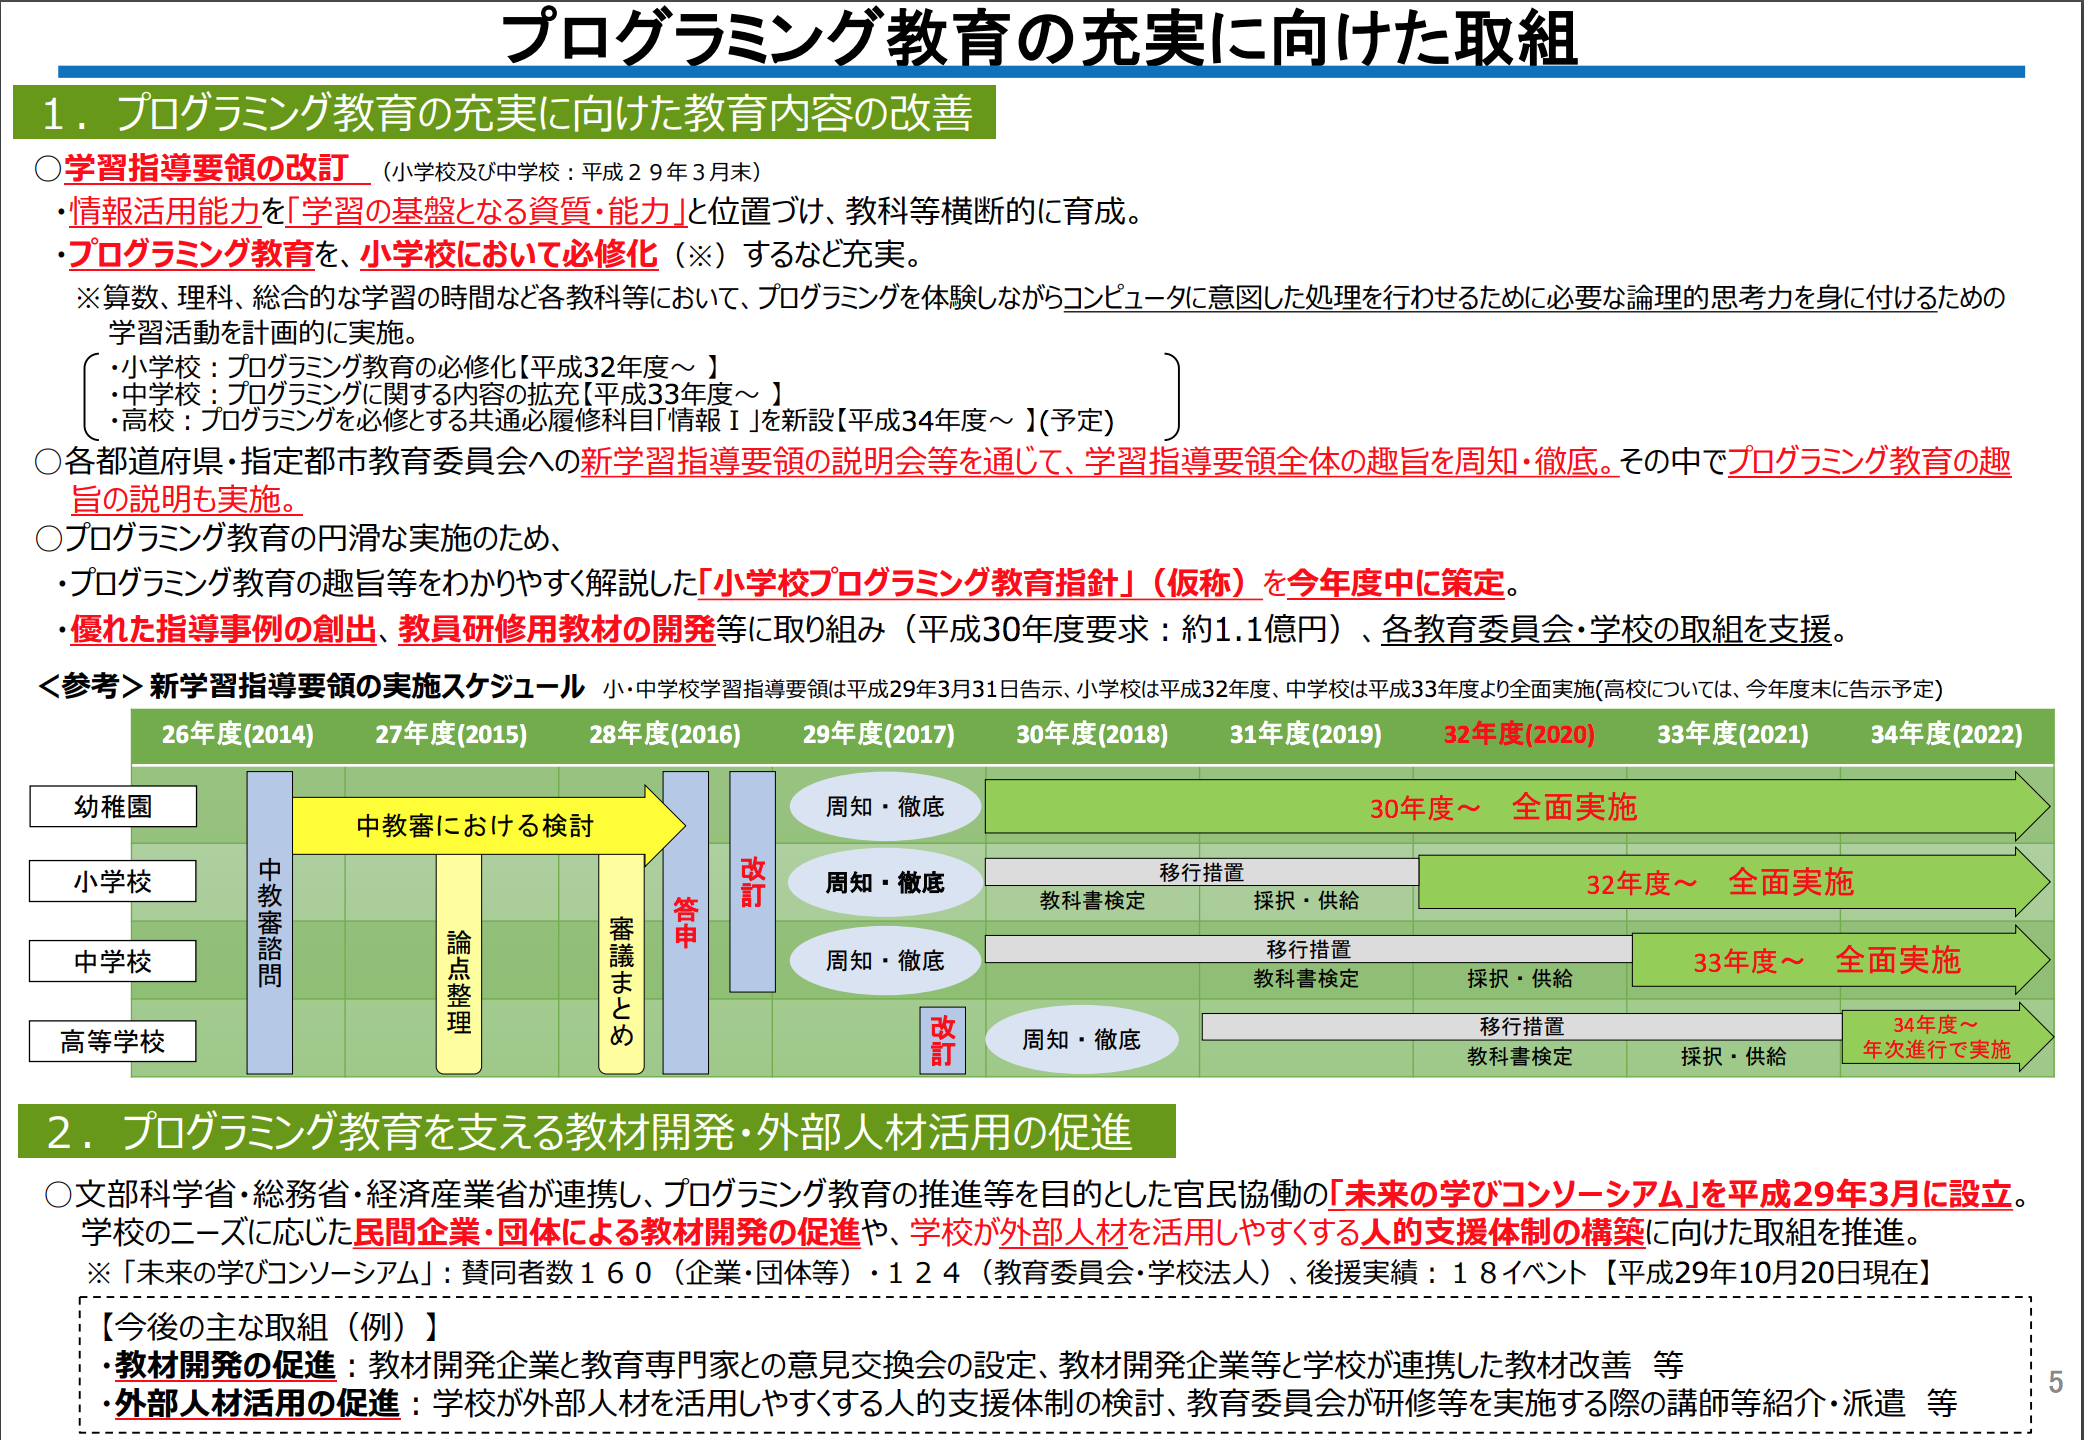 プログラミング教育の充実に向けた取組
１．プログラミング教育の充実に向けた教育内容の改善
○学習指導要領の改訂 （小学校及び中学校：平成２９年３月末）
・情報活用能力を「学習の基盤となる資質・能力」と位置づけ、教科等横断的に育成。
・プログラミング教育を、小学校において必修化（※）するなど充実。
※算数、理科、総合的な学習の時間など各教科等において、プログラミングを体験しながらコンピュータに意図した処理を行わせるために必要な論理的思考力を身に付けるための
学習活動を計画的に実施。
・小学校：プログラミング教育の必修化【平成32年度～ 】
・中学校：プログラミングに関する内容の拡充【平成33年度～ 】
・高校：プログラミングを必修とする共通必履修科目「情報Ⅰ」を新設【平成34年度～ 】(予定)
○各都道府県・指定都市教育委員会への新学習指導要領の説明会等を通じて、学習指導要領全体の趣旨を周知・徹底。その中でプログラミング教育の趣
旨の説明も実施。
○プログラミング教育の円滑な実施のため、
・プログラミング教育の趣旨等をわかりやすく解説した「小学校プログラミング教育指針」（仮称）を今年度中に策定。
・優れた指導事例の創出、教員研修用教材の開発等に取り組み（平成30年度要求：約1.1億円）、各教育委員会・学校の取組を支援。
＜参考＞新学習指導要領の実施スケジュール 小・中学校学習指導要領は平成29年3月31日告示、小学校は平成32年度、中学校は平成33年度より全面実施(高校については、今年度末に告示予定)
26年度(2014) 27年度(2015) 28年度(2016) 29年度(2017) 30年度(2018) 31年度(2019) 32年度(2020) 33年度(2021) 34年度(2022)
幼稚園
中教審における検討
周知・徹底
30年度～ 全面実施
中教審諮問
論点整理
審議まとめ
答申
改訂
小学校
周知・徹底
移行措置
教科書検定 採択・供給
32年度～ 全面実施
中学校
周知・徹底
移行措置
教科書検定 採択・供給
33年度～ 全面実施
高等学校
改訂
周知・徹底
移行措置
教科書検定 採択・供給
34年度～
年次進行で実施
２．プログラミング教育を支える教材開発・外部人材活用の促進
○文部科学省・総務省・経済産業省が連携し、プログラミング教育の推進等を目的とした官民協働の「未来の学びコンソーシアム」を平成29年3月に設立。
学校のニーズに応じた民間企業・団体による教材開発の促進や、学校が外部人材を活用しやすくする人的支援体制の構築に向けた取組を推進。
※「未来の学びコンソーシアム」：賛同者数１６０（企業・団体等）・１２４（教育委員会・学校法人）、後援実績：１８イベント【平成29年10月20日現在】
【今後の主な取組（例）】
・教材開発の促進：教材開発企業と教育専門家との意見交換会の設定、教材開発企業等と学校が連携した教材改善 等
・外部人材活用の促進：学校が外部人材を活用しやすくする人的支援体制の検討、教育委員会が研修等を実施する際の講師等紹介・派遣 等
5